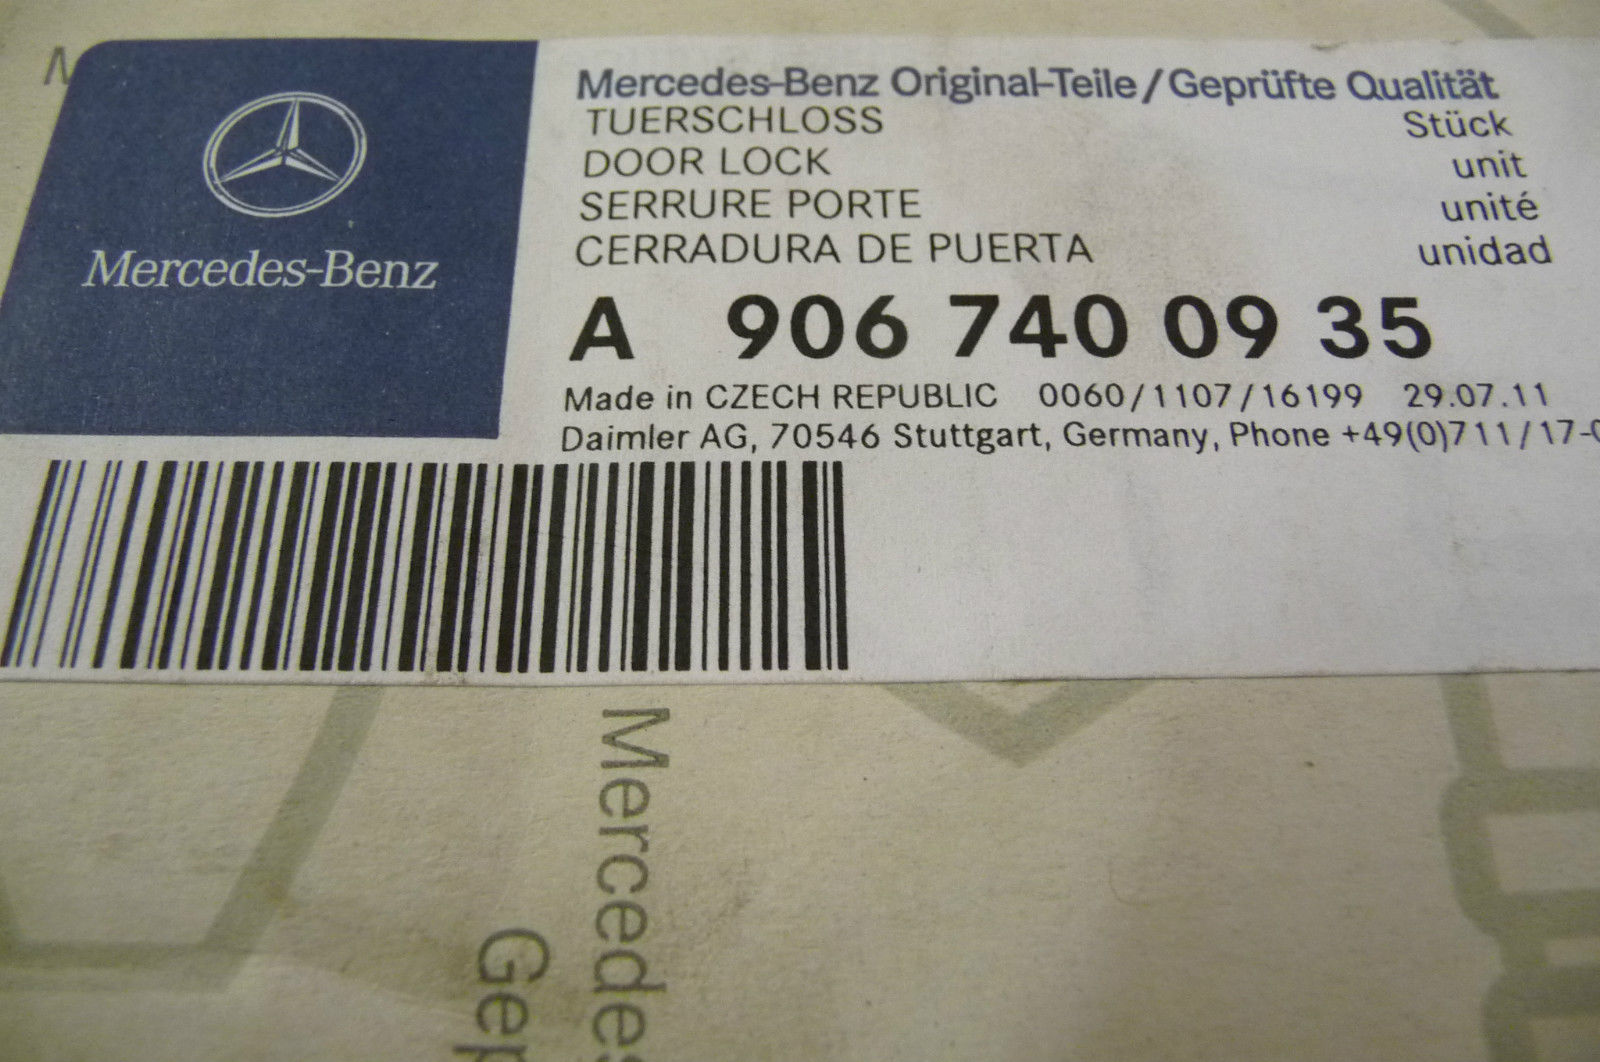 Mercedes-Benz
Mercedes-Benz Original-Teile/Geprüfte Qualität
TUERSCHLOSS Stück
DOOR LOCK unit
SERRURE PORTE unité
CERRADURA DE PUERTA unidad
A 906 740 09 35
Made in CZECH REPUBLIC 0060/1107/16199 29.07.11
Daimler AG, 70546 Stuttgart, Germany, Phone +49(0)711/17-0
Mercedes
Gep